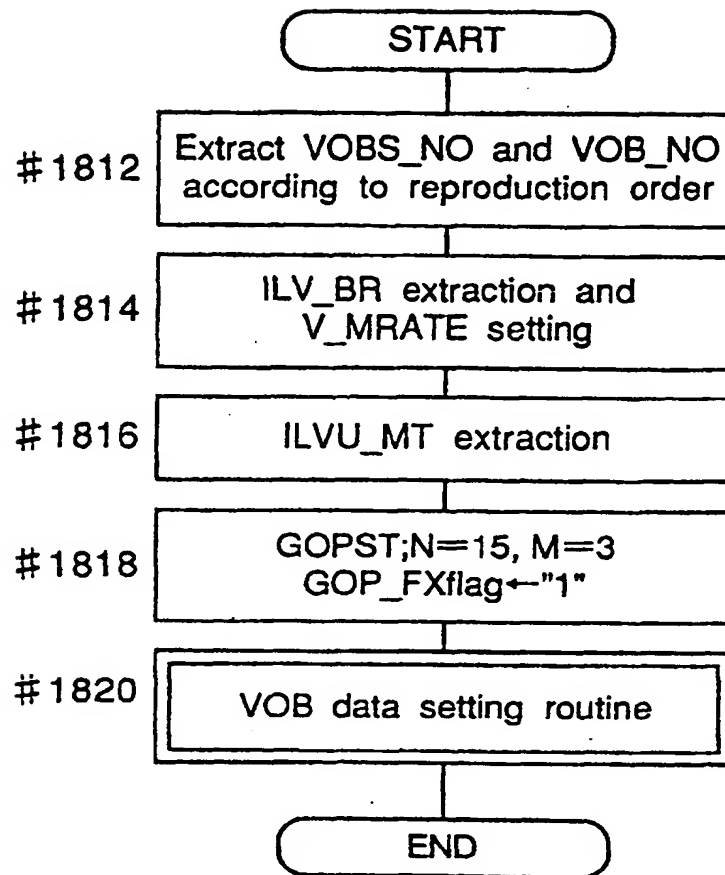 START
#1812
Extract VOBS_NO and VOB_NO
according to reproduction order
#1814
ILV_BR extraction and
V_MRATE setting
#1816
ILVU_MT extraction
#1818
GOPST;N=15, M=3
GOP_FXflag←"1"
#1820
VOB data setting routine
END